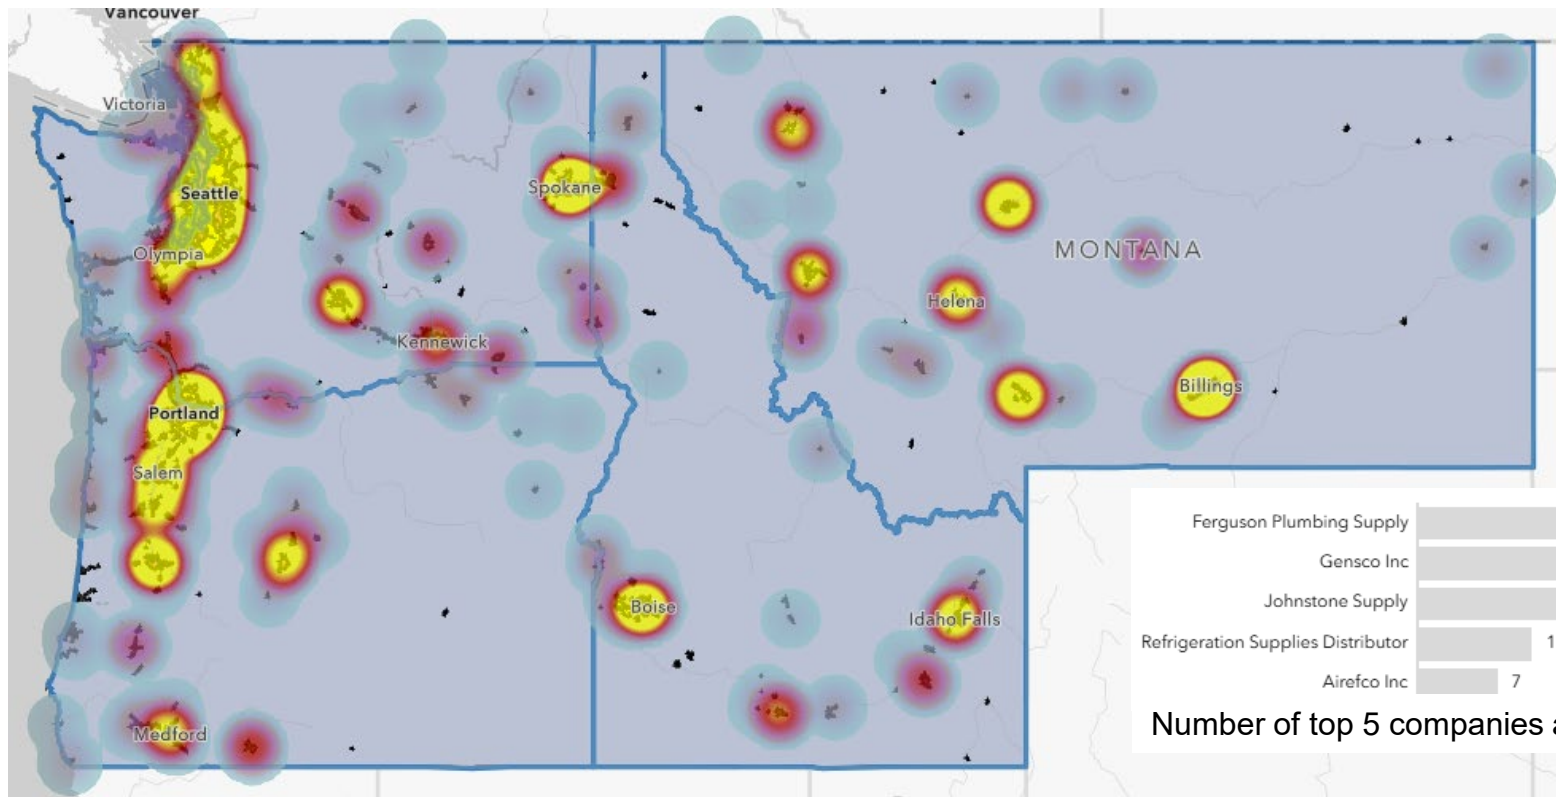 Vancouver
Victoria
Seattle
Spokane
Olympia
MONTANA
Helena
Kennewick
Billings
Portland
Salem
Boise
Idaho Falls
Medford
Ferguson Plumbing Supply
Gensco Inc
Johnstone Supply
Refrigeration Supplies Distributor 1
Airefco Inc 7
Number of top 5 companies a